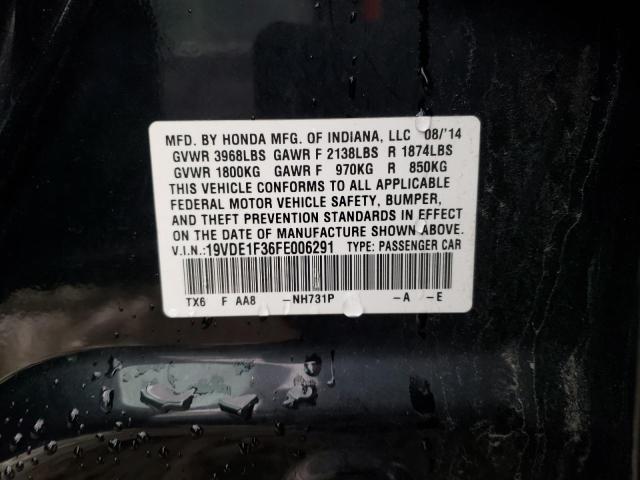 MFD. BY HONDA MFG. OF INDIANA, LLC 08/'14
GVWR 3968LBS GAWR F 2138LBS R 1874LBS
GVWR 1800KG GAWR F 970KG R 850KG
THIS VEHICLE CONFORMS TO ALL APPLICABLE
FEDERAL MOTOR VEHICLE SAFETY, BUMPER,
AND THEFT PREVENTION STANDARDS IN EFFECT
ON THE DATE OF MANUFACTURE SHOWN ABOVE.
V.I.N.:19VDE1F36FE006291 TYPE: PASSENGER CAR
TX6 F AA8 -NH731P -A -E